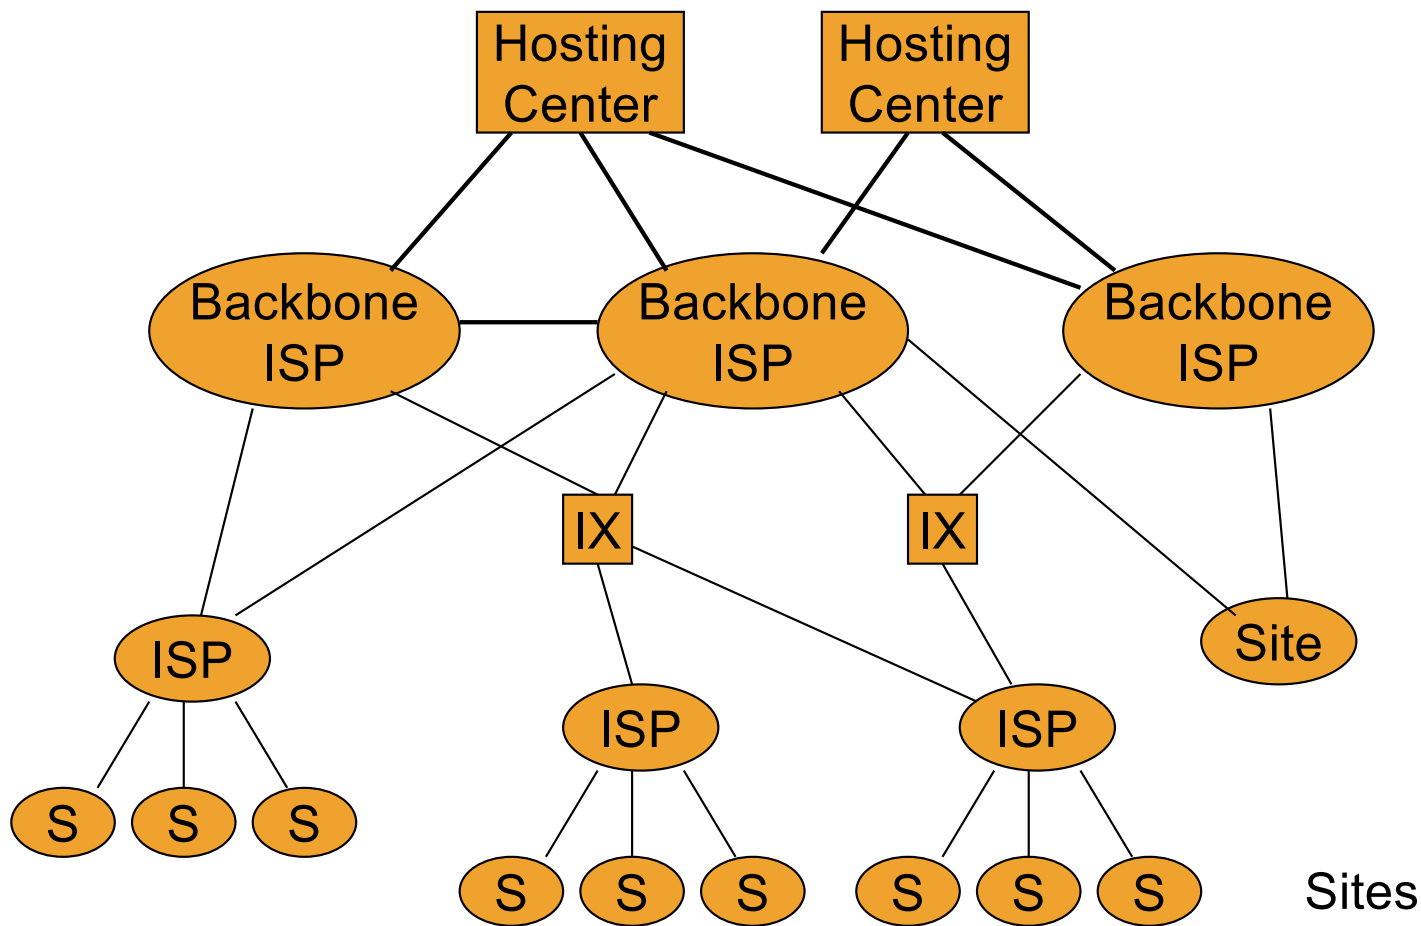 Hosting
Center
Hosting
Center
Backbone
ISP
Backbone
ISP
Backbone
ISP
IX
IX
ISP
Site
ISP
ISP
S
S
S
S
S
S
S
S
S
Sites